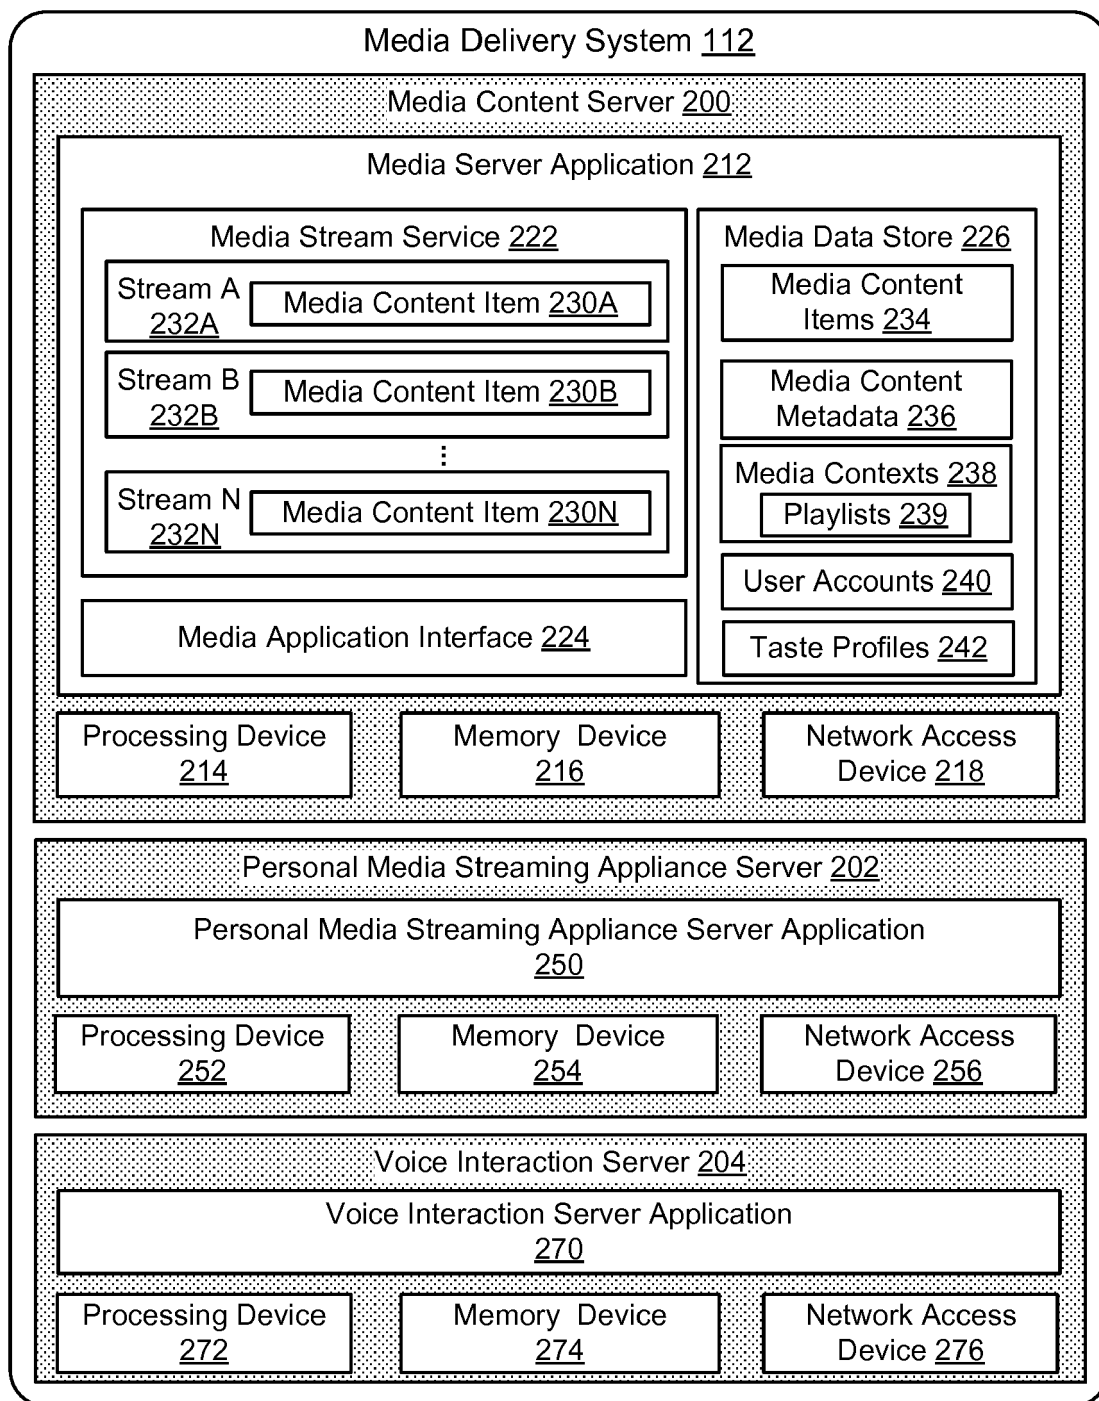 Media Delivery System 112
Media Content Server 200
Media Server Application 212
Media Stream Service 222
Stream A
232A
Media Content Item 230A
Stream B
232B
Media Content Item 230B
...
Stream N
232N
Media Content Item 230N
Media Application Interface 224
Media Data Store 226
Media Content
Items 234
Media Content
Metadata 236
Media Contexts 238
Playlists 239
User Accounts 240
Taste Profiles 242
Processing Device
214
Memory Device
216
Network Access
Device 218
Personal Media Streaming Appliance Server 202
Personal Media Streaming Appliance Server Application
250
Processing Device
252
Memory Device
254
Network Access
Device 256
Voice Interaction Server 204
Voice Interaction Server Application
270
Processing Device
272
Memory Device
274
Network Access
Device 276